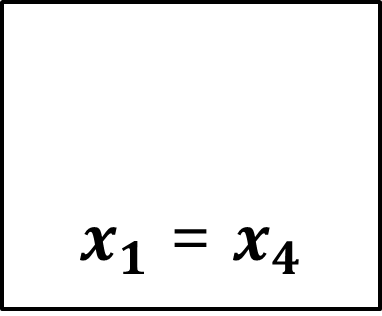 x₁ = x₄